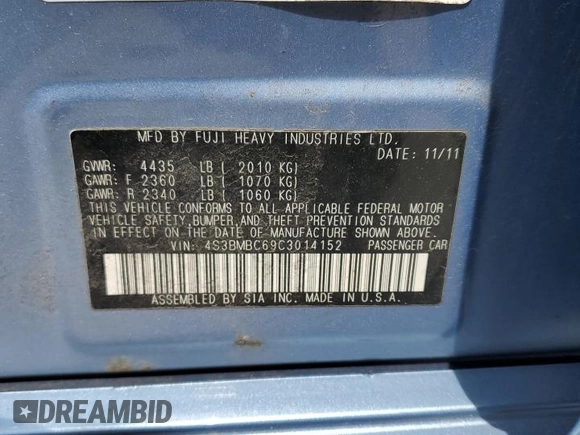 MFD BY FUJI HEAVY INDUSTRIES LTD.
DATE: 11/11
GVWR: 4435 LB ( 2010 KG)
GAWR: F 2360 LB ( 1070 KG)
GAWR: R 2340 LB ( 1060 KG)
THIS VEHICLE CONFORMS TO ALL APPLICABLE FEDERAL MOTOR
VEHICLE SAFETY, BUMPER, AND THEFT PREVENTION STANDARDS
IN EFFECT ON THE DATE OF MANUFACTURE SHOWN ABOVE.
VIN: 4S3BMBC69C3014152 PASSENGER CAR
ASSEMBLED BY SIA INC. MADE IN U.S.A.
DREAMBID